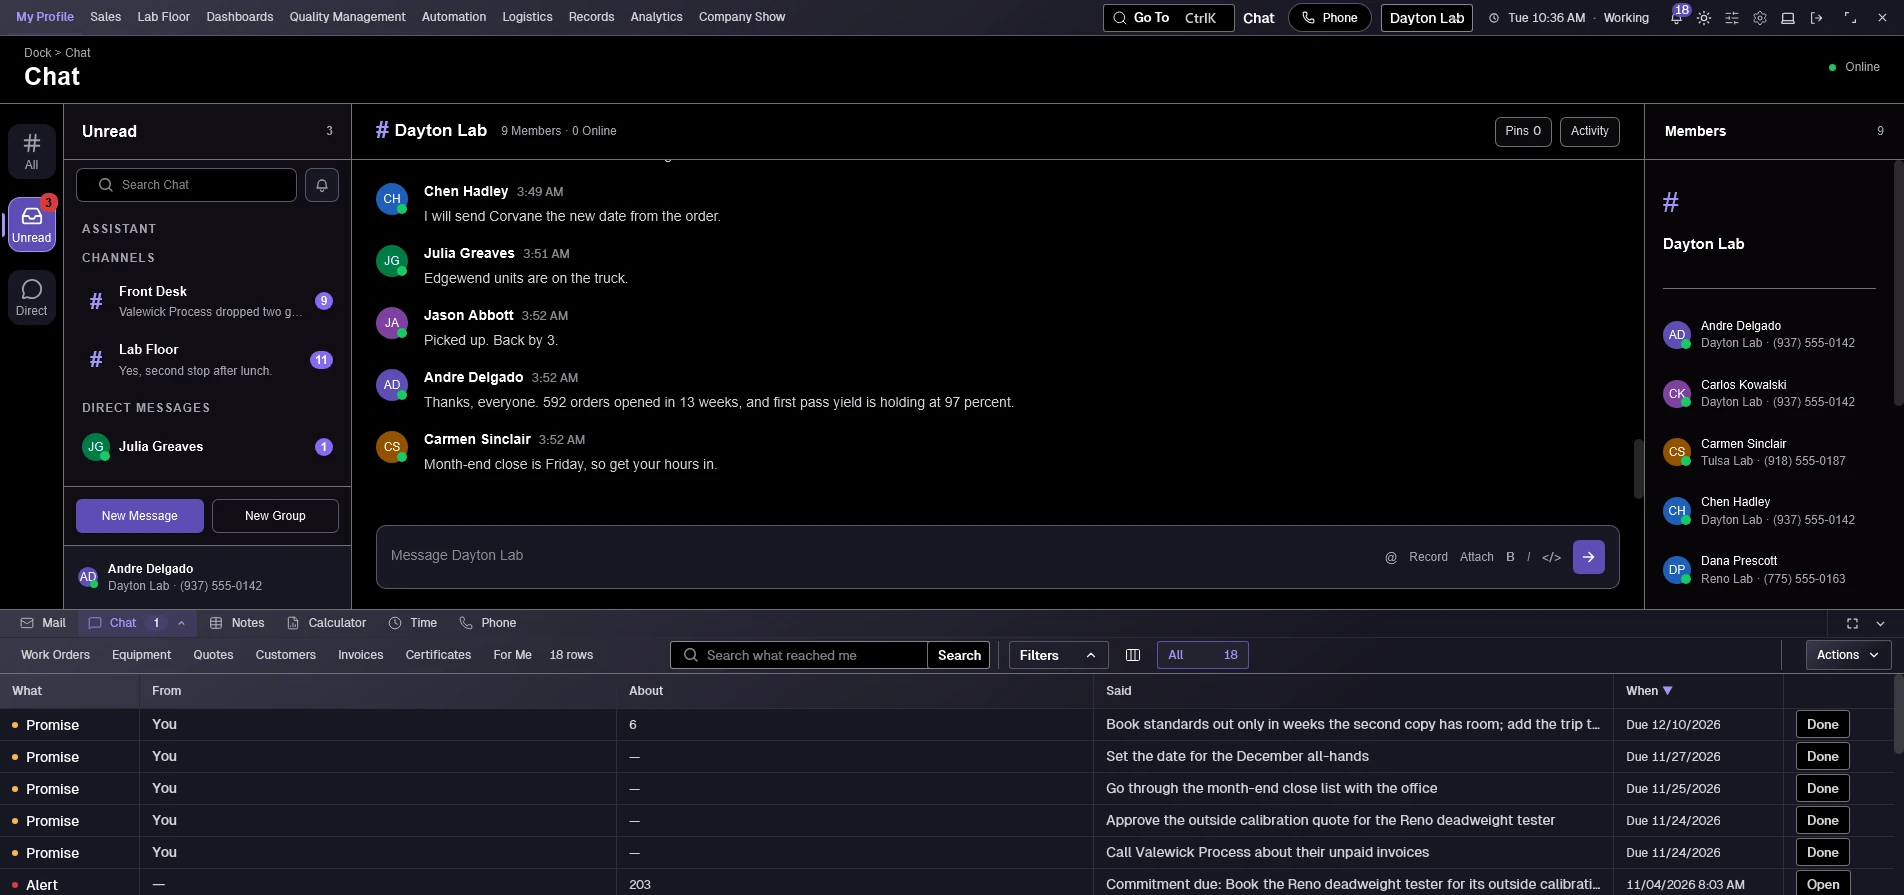 My Profile Sales Lab Floor Dashboards Quality Management Automation Logistics Records Analytics Company Show Go To CtrlK Chat Phone Dayton Lab Tue 10:36 AM · Working 18
Dock > Chat
Chat
Online
All
3
Unread
Direct
Unread 3
Search Chat
ASSISTANT
CHANNELS
# Front Desk
Valewick Process dropped two g… 9
# Lab Floor
Yes, second stop after lunch. 11
DIRECT MESSAGES
JG Julia Greaves 1
New Message New Group
AD Andre Delgado
Dayton Lab · (937) 555-0142
# Dayton Lab 9 Members · 0 Online Pins 0 Activity
CH Chen Hadley 3:49 AM
I will send Corvane the new date from the order.
JG Julia Greaves 3:51 AM
Edgewend units are on the truck.
JA Jason Abbott 3:52 AM
Picked up. Back by 3.
AD Andre Delgado 3:52 AM
Thanks, everyone. 592 orders opened in 13 weeks, and first pass yield is holding at 97 percent.
CS Carmen Sinclair 3:52 AM
Month-end close is Friday, so get your hours in.
Message Dayton Lab @ Record Attach B I </>
Members 9
#
Dayton Lab
AD Andre Delgado
Dayton Lab · (937) 555-0142
CK Carlos Kowalski
Dayton Lab · (937) 555-0142
CS Carmen Sinclair
Tulsa Lab · (918) 555-0187
CH Chen Hadley
Dayton Lab · (937) 555-0142
DP Dana Prescott
Reno Lab · (775) 555-0163
Mail Chat 1 Notes Calculator Time Phone
Work Orders Equipment Quotes Customers Invoices Certificates For Me 18 rows Search what reached me Search Filters All 18 Actions
What From About Said When ▼
Promise You 6 Book standards out only in weeks the second copy has room; add the trip t… Due 12/10/2026 Done
Promise You — Set the date for the December all-hands Due 11/27/2026 Done
Promise You — Go through the month-end close list with the office Due 11/25/2026 Done
Promise You — Approve the outside calibration quote for the Reno deadweight tester Due 11/24/2026 Done
Promise You — Call Valewick Process about their unpaid invoices Due 11/24/2026 Done
Alert — 203 Commitment due: Book the Reno deadweight tester for its outside calibrati… 11/04/2026 8:03 AM Open